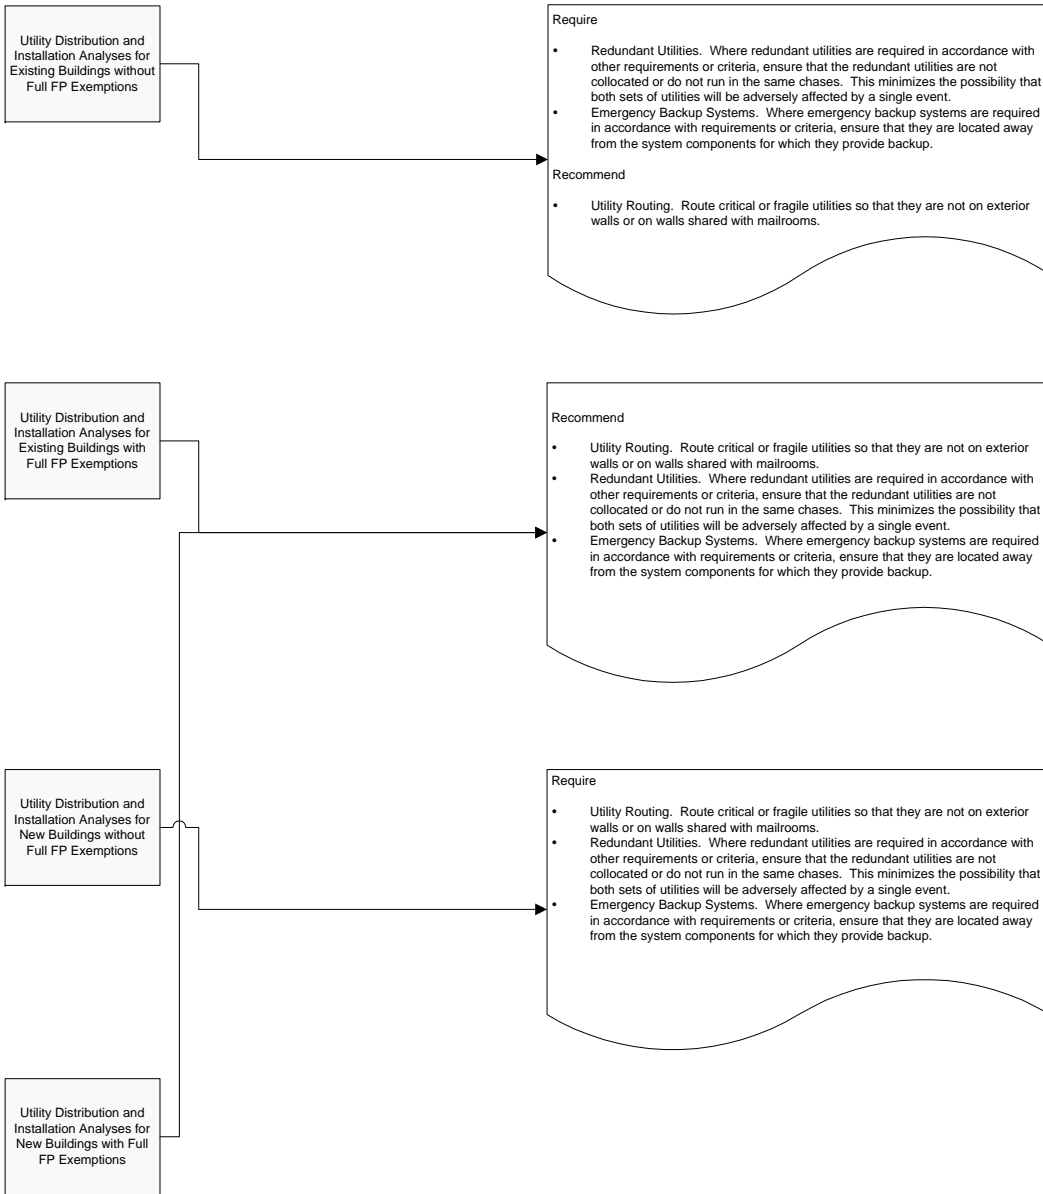 Utility Distribution and
Installation Analyses for
Existing Buildings without
Full FP Exemptions
Require
• Redundant Utilities. Where redundant utilities are required in accordance with
other requirements or criteria, ensure that the redundant utilities are not
collocated or do not run in the same chases. This minimizes the possibility that
both sets of utilities will be adversely affected by a single event.
• Emergency Backup Systems. Where emergency backup systems are required
in accordance with requirements or criteria, ensure that they are located away
from the system components for which they provide backup.
Recommend
• Utility Routing. Route critical or fragile utilities so that they are not on exterior
walls or on walls shared with mailrooms.
Utility Distribution and
Installation Analyses for
Existing Buildings with
Full FP Exemptions
Recommend
• Utility Routing. Route critical or fragile utilities so that they are not on exterior
walls or on walls shared with mailrooms.
• Redundant Utilities. Where redundant utilities are required in accordance with
other requirements or criteria, ensure that the redundant utilities are not
collocated or do not run in the same chases. This minimizes the possibility that
both sets of utilities will be adversely affected by a single event.
• Emergency Backup Systems. Where emergency backup systems are required
in accordance with requirements or criteria, ensure that they are located away
from the system components for which they provide backup.
Utility Distribution and
Installation Analyses for
New Buildings without
Full FP Exemptions
Require
• Utility Routing. Route critical or fragile utilities so that they are not on exterior
walls or on walls shared with mailrooms.
• Redundant Utilities. Where redundant utilities are required in accordance with
other requirements or criteria, ensure that the redundant utilities are not
collocated or do not run in the same chases. This minimizes the possibility that
both sets of utilities will be adversely affected by a single event.
• Emergency Backup Systems. Where emergency backup systems are required
in accordance with requirements or criteria, ensure that they are located away
from the system components for which they provide backup.
Utility Distribution and
Installation Analyses for
New Buildings with Full
FP Exemptions